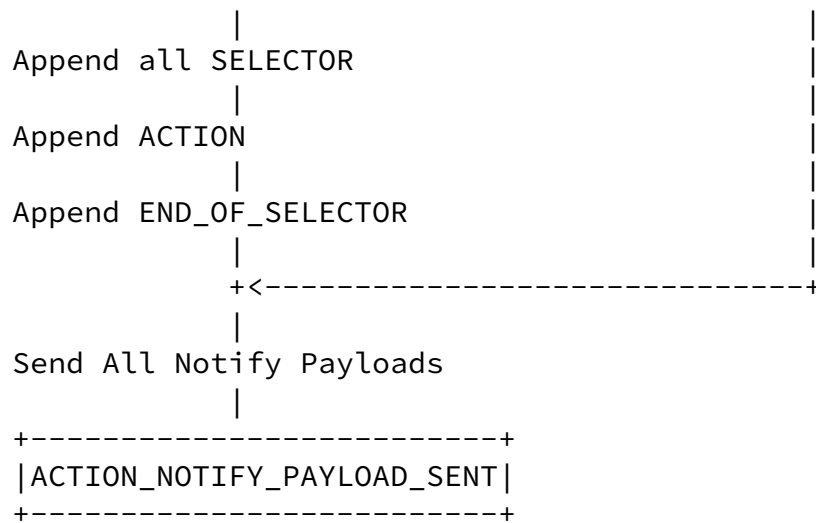 Append all SELECTOR
Append ACTION
Append END_OF_SELECTOR
Send All Notify Payloads
ACTION_NOTIFY_PAYLOAD_SENT